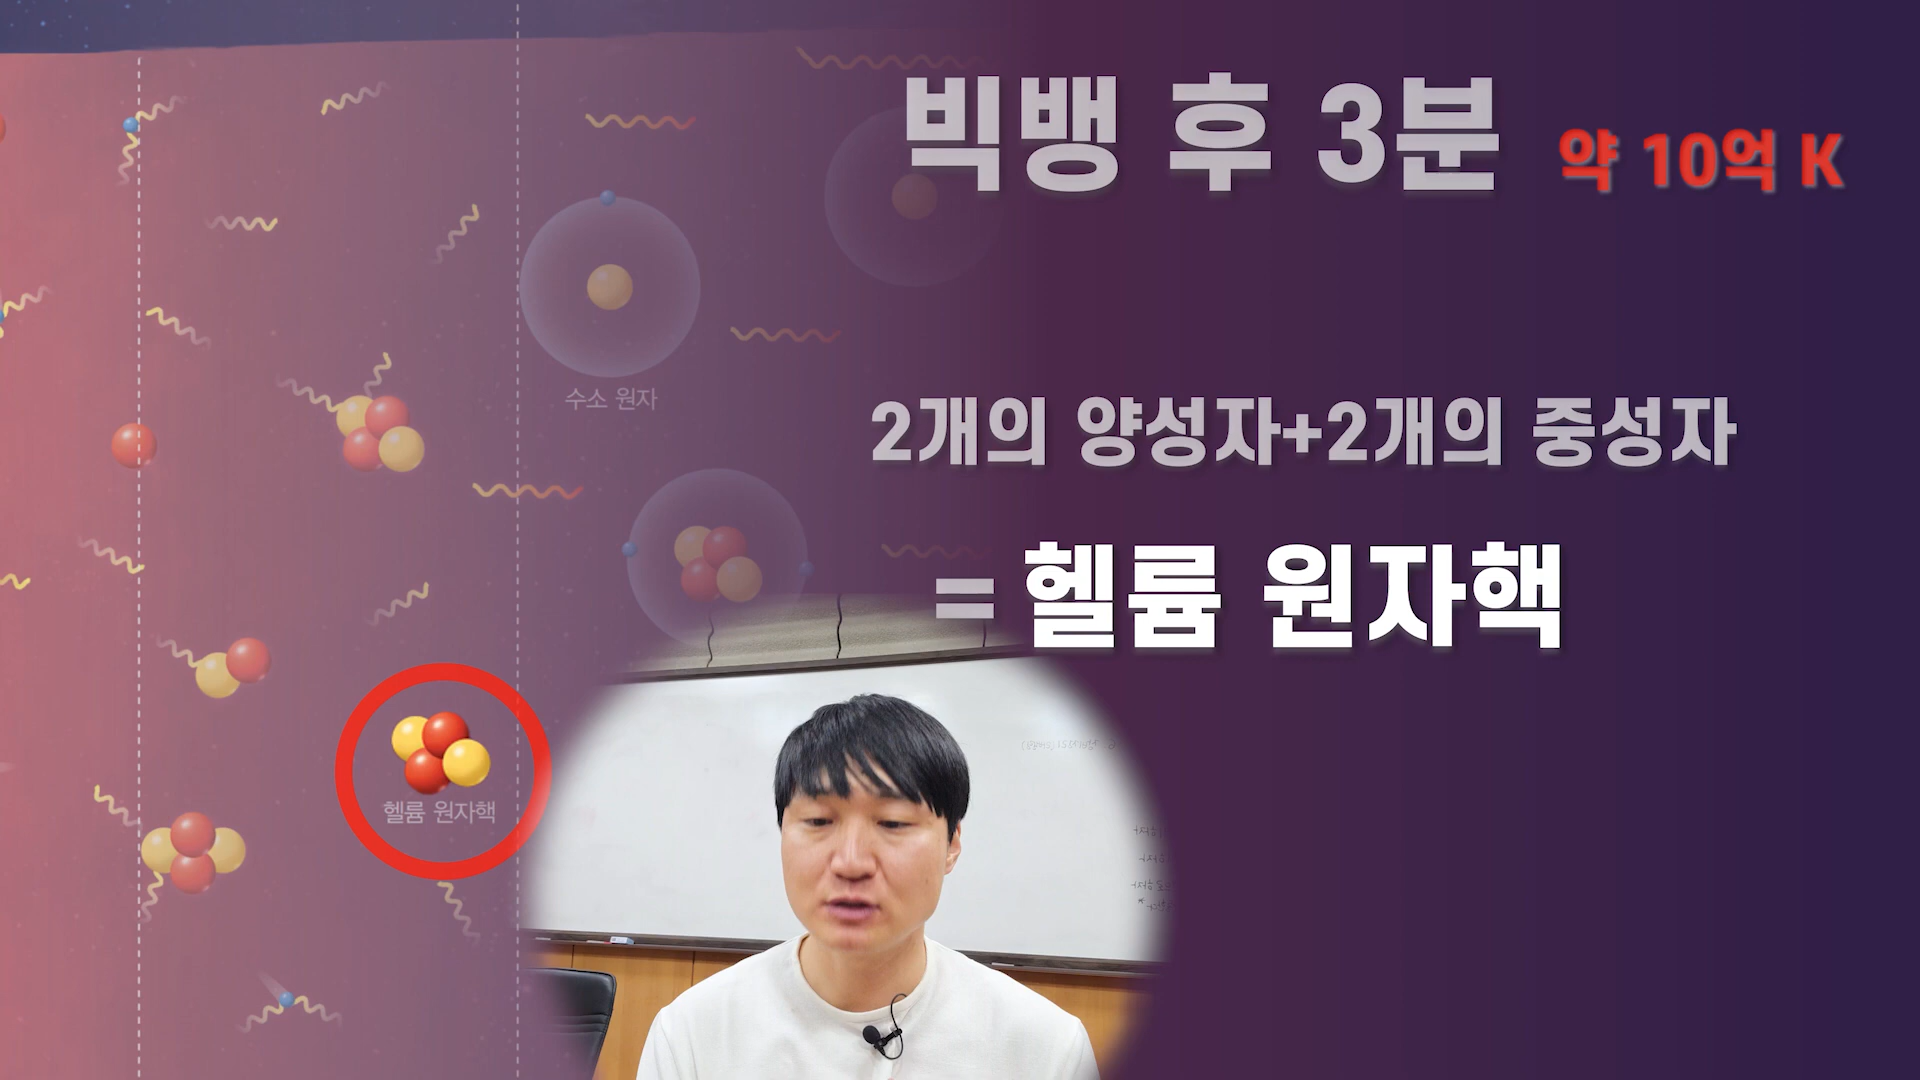 빅뱅 후 3분 약 10억 K
수소 원자
2개의 양성자+2개의 중성자
= 헬륨 원자핵
헬륨 원자핵